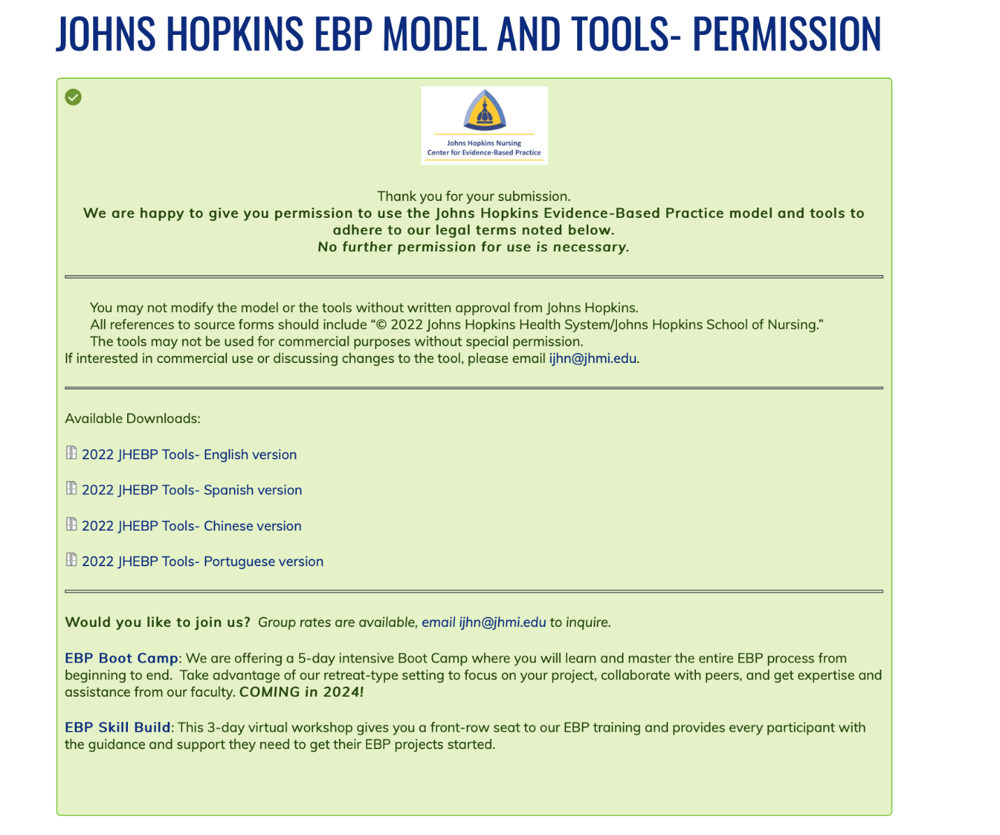 JOHNS HOPKINS EBP MODEL AND TOOLS- PERMISSION
Johns Hopkins Nursing
Center for Evidence-Based Practice
Thank you for your submission.
We are happy to give you permission to use the Johns Hopkins Evidence-Based Practice model and tools to
adhere to our legal terms noted below.
No further permission for use is necessary.
You may not modify the model or the tools without written approval from Johns Hopkins.
All references to source forms should include “© 2022 Johns Hopkins Health System/Johns Hopkins School of Nursing.”
The tools may not be used for commercial purposes without special permission.
If interested in commercial use or discussing changes to the tool, please email ijhn@jhmi.edu.
Available Downloads:
2022 JHEBP Tools- English version
2022 JHEBP Tools- Spanish version
2022 JHEBP Tools- Chinese version
2022 JHEBP Tools- Portuguese version
Would you like to join us?  Group rates are available, email ijhn@jhmi.edu to inquire.
EBP Boot Camp: We are offering a 5-day intensive Boot Camp where you will learn and master the entire EBP process from
beginning to end.  Take advantage of our retreat-type setting to focus on your project, collaborate with peers, and get expertise and
assistance from our faculty. COMING in 2024!
EBP Skill Build: This 3-day virtual workshop gives you a front-row seat to our EBP training and provides every participant with
the guidance and support they need to get their EBP projects started.